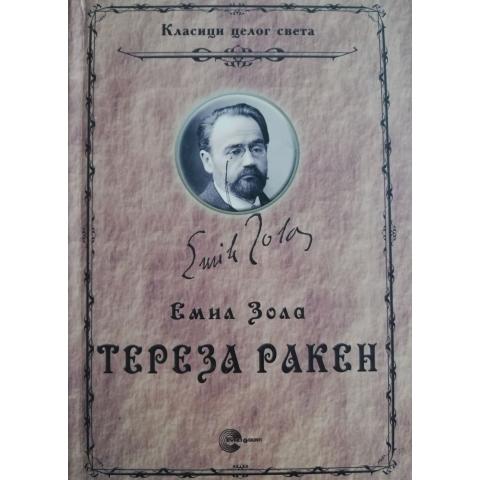 Класици целог света
Emile Zola
Емил Зола
ТЕРЕЗА РАКЕН